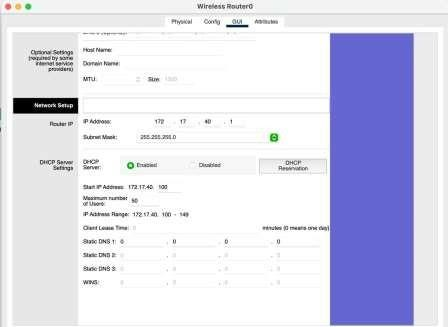 Wireless Router0
Physical Config GUI Attributes
Optional Settings
(required by some
internet service
providers)
Host Name:
Domain Name:
MTU: Size: 1500
Network Setup
Router IP
IP Address: 172 . 17 . 40 . 1
Subnet Mask: 255.255.255.0
DHCP Server
Settings
DHCP
Server:
Enabled Disabled
DHCP
Reservation
Start IP Address: 172.17.40. 100
Maximum number
of Users: 50
IP Address Range: 172.17.40. 100 - 149
Client Lease Time: 0 minutes (0 means one day)
Static DNS 1: 0 . 0 . 0 . 0
Static DNS 2: 0 . 0 . 0 . 0
Static DNS 3: 0 . 0 . 0 . 0
WINS: 0 . 0 . 0 . 0